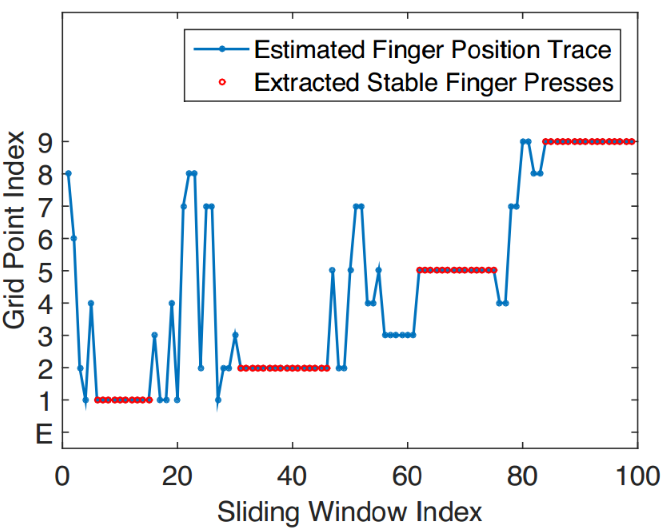 Estimated Finger Position Trace
Extracted Stable Finger Presses
Grid Point Index
9
8
7
6
5
4
3
2
1
E
0 20 40 60 80 100
Sliding Window Index